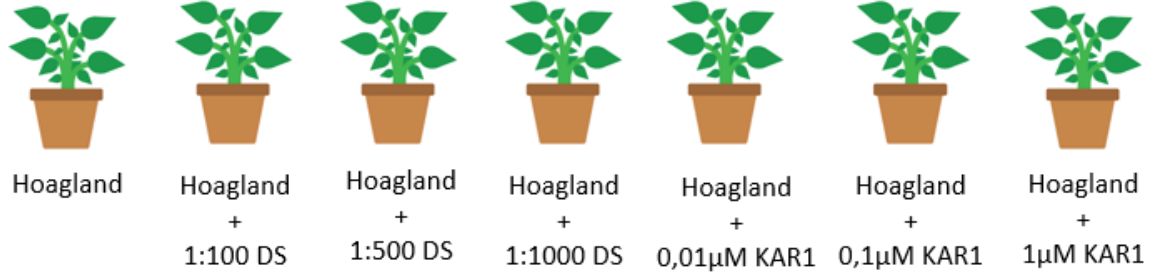 Hoagland
Hoagland
+
1:100 DS
Hoagland
+
1:500 DS
Hoagland
+
1:1000 DS
Hoagland
+
0,01µM KAR1
Hoagland
+
0,1µM KAR1
Hoagland
+
1µM KAR1